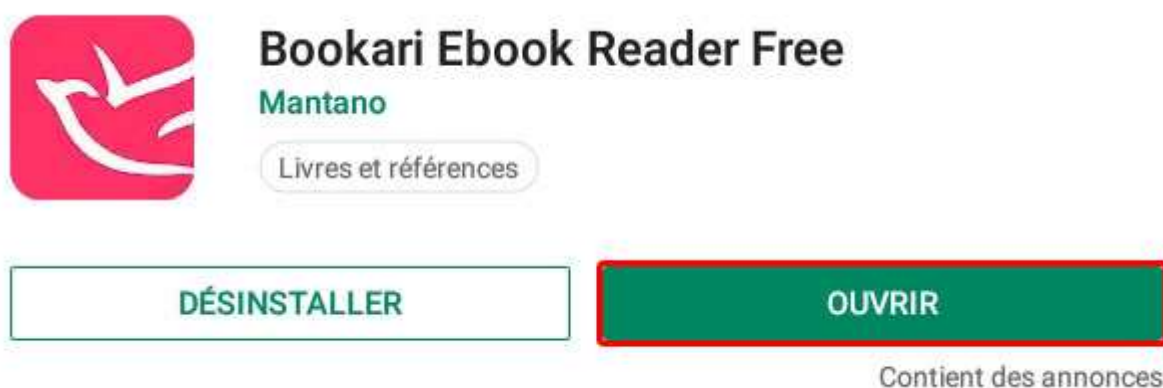 Bookari Ebook Reader Free
Mantano
Livres et références
DÉSINSTALLER
OUVRIR
Contient des annonces